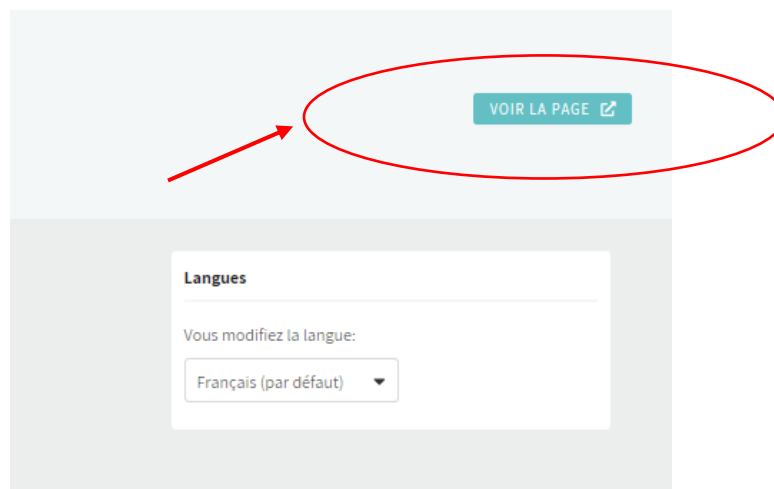 VOIR LA PAGE
Langues
Vous modifiez la langue:
Français (par défaut)